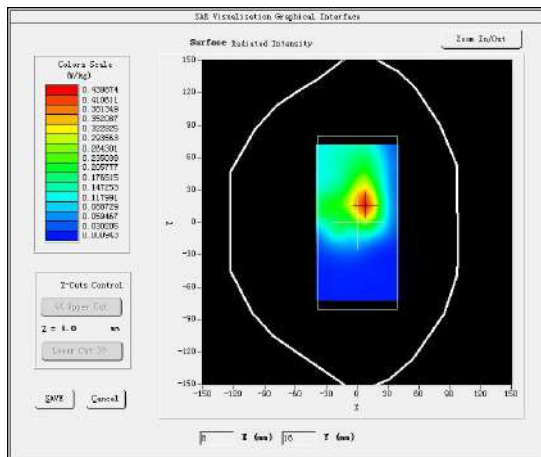 SAR Visualisation Graphical Interface
Surface Radiated Intensity
Zoom In/Out
Colors Scale
(W/kg)
0.439874
0.410611
0.381349
0.352087
0.322825
0.293563
0.264301
0.235039
0.205777
0.176515
0.147253
0.117991
0.088729
0.059467
0.030205
0.000943
150
120
90
60
30
0
-30
-60
-90
-120
-150
Y
-150 -120 -90 -60 -30 0 30 60 90 120 150
X
Z-Cuts Control
<< Upper Cut
Z = 4.0 mm
Lower Cut >>
SAVE
Cancel
8 X (mm) 16 Y (mm)